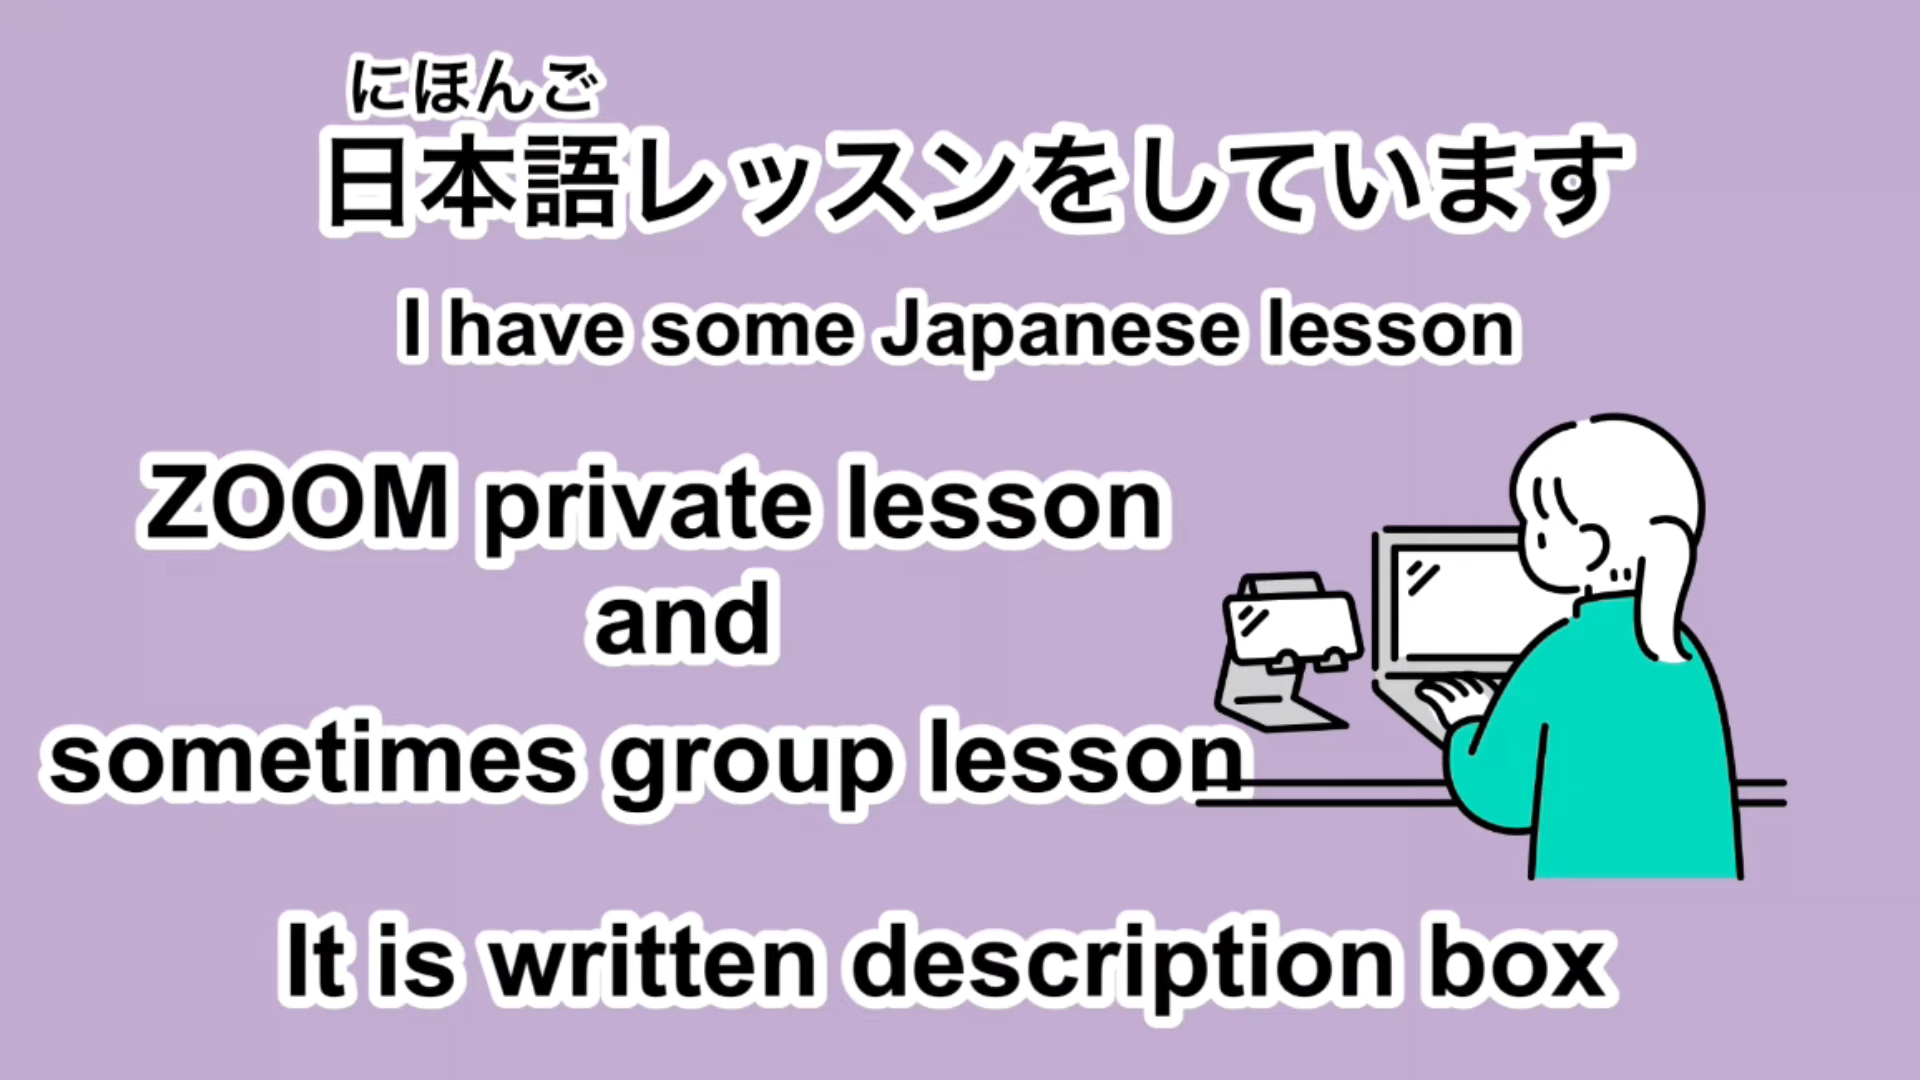 にほんご
日本語レッスンをしています
I have some Japanese lesson
ZOOM private lesson
and
sometimes group lesson
It is written description box